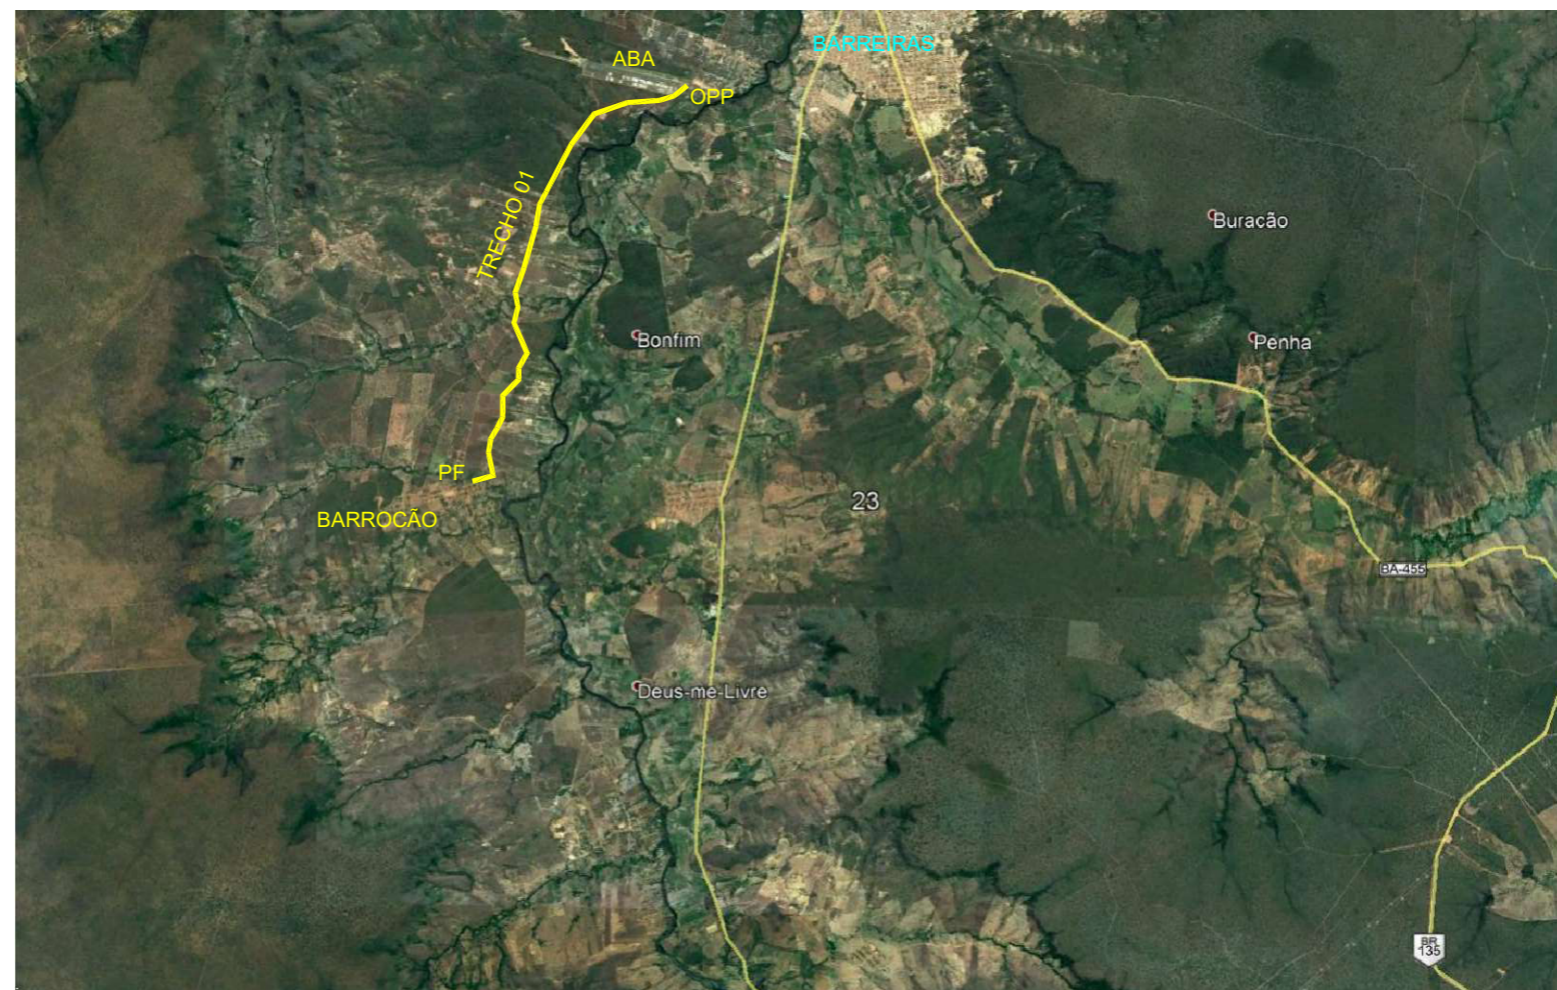 BARREIRAS
ABA
OPP
TRECHO 01
Buracão
Bonfim
Penha
PF
23
BARROCÃO
BA-455
Deus-me-Livre
BR
135